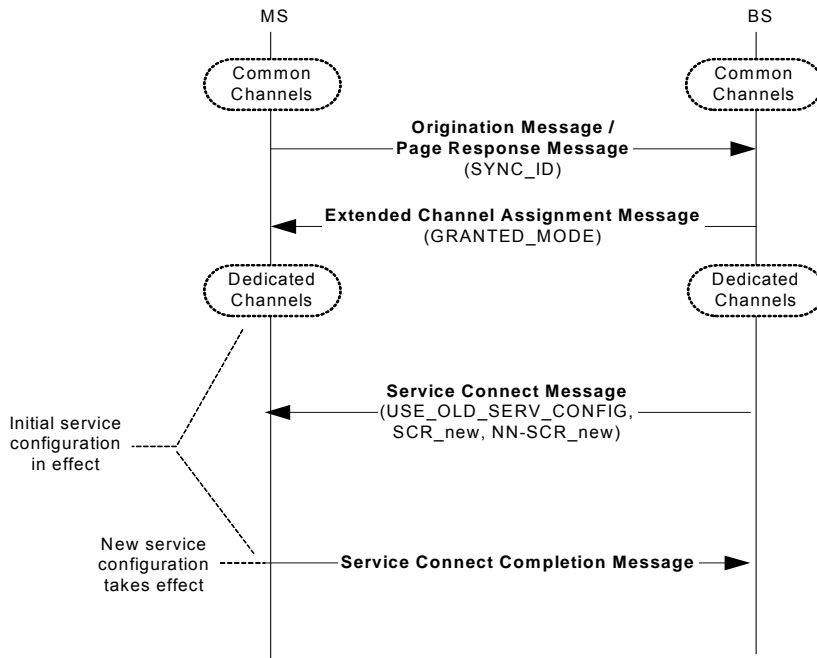 MS
BS
Common
Channels
Common
Channels
Origination Message /
Page Response Message
(SYNC_ID)
Extended Channel Assignment Message
(GRANTED_MODE)
Dedicated
Channels
Dedicated
Channels
Service Connect Message
(USE_OLD_SERV_CONFIG,
SCR_new, NN-SCR_new)
Initial service
configuration
in effect
New service
configuration
takes effect
Service Connect Completion Message